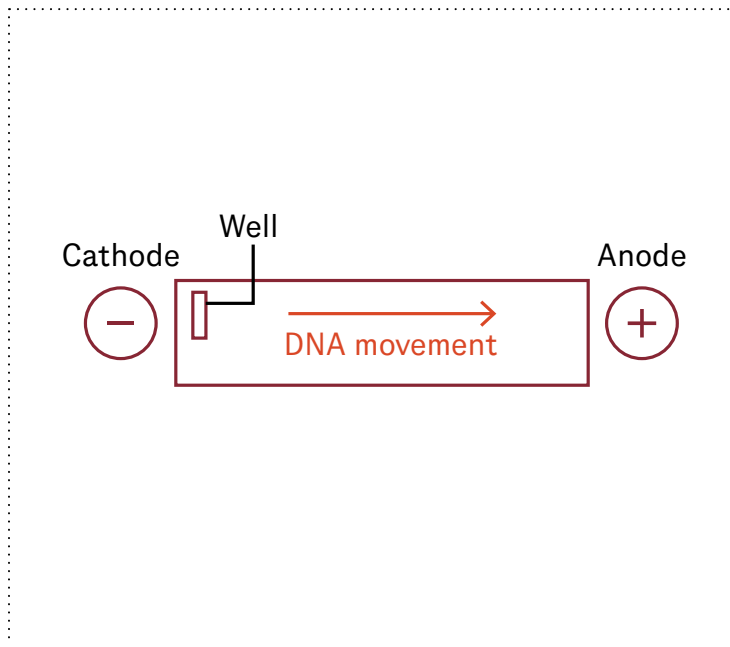 Well
Cathode
Anode
−
+
DNA movement